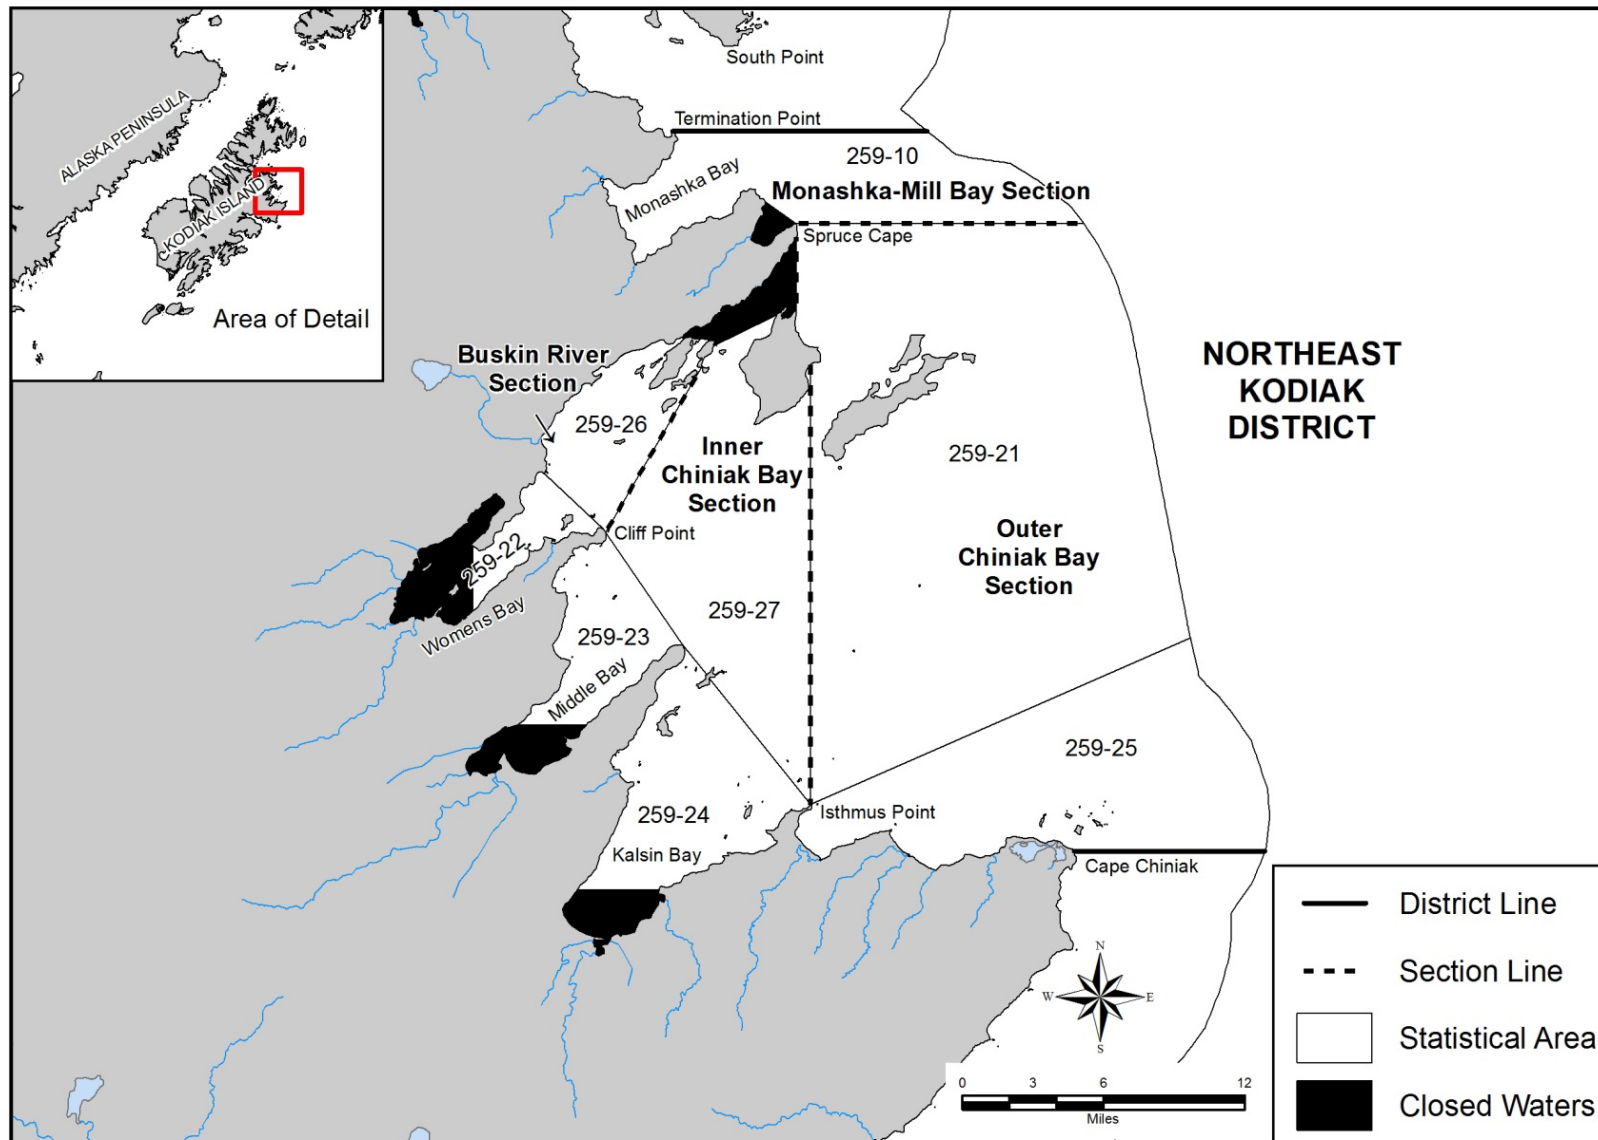 South Point
Termination Point
259-10
Monashka Bay
Monashka-Mill Bay Section
Spruce Cape
ALASKA PENINSULA
KODIAK ISLAND
Area of Detail
Buskin River
Section
NORTHEAST
KODIAK
DISTRICT
259-26
Inner
Chiniak Bay
Section
259-21
Cliff Point
Outer
Chiniak Bay
Section
259-22
Womens Bay
259-27
259-23
Middle Bay
259-25
259-24
Isthmus Point
Kalsin Bay
Cape Chiniak
District Line
Section Line
Statistical Area
Closed Waters
N
W
E
S
0 3 6 12
Miles